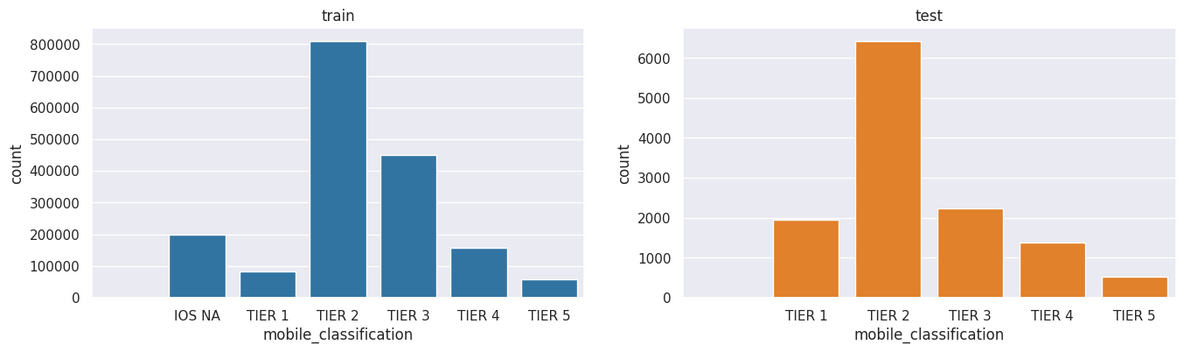 train
800000
700000
600000
500000
400000
300000
200000
100000
0
count
IOS NA TIER 1 TIER 2 TIER 3 TIER 4 TIER 5
mobile_classification
test
6000
5000
4000
3000
2000
1000
0
count
TIER 1 TIER 2 TIER 3 TIER 4 TIER 5
mobile_classification